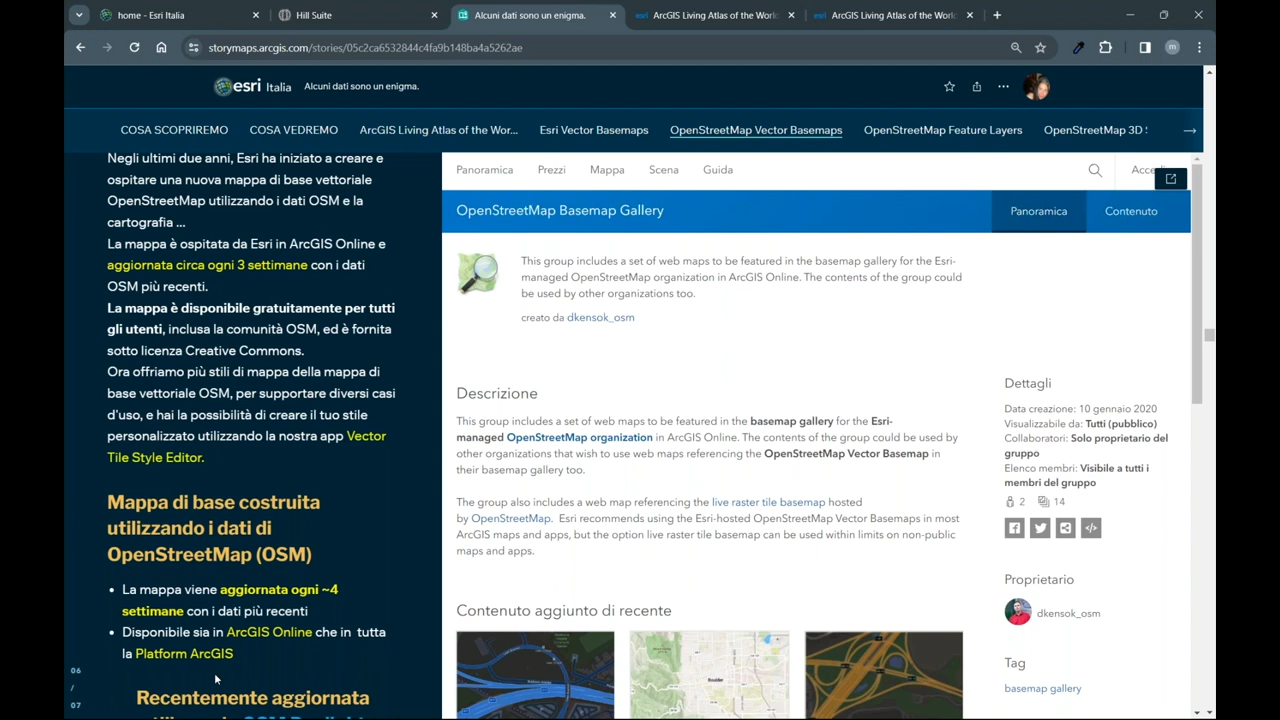 home - Esri Italia
Hill Suite
Alcuni dati sono un enigma.
ArcGIS Living Atlas of the World
ArcGIS Living Atlas of the World
storymaps.arcgis.com/stories/05c2ca6532844c4fa9b148ba4a5262ae
m
esri Italia
Alcuni dati sono un enigma.
COSA SCOPRIREMO
COSA VEDREMO
ArcGIS Living Atlas of the Wor...
Esri Vector Basemaps
OpenStreetMap Vector Basemaps
OpenStreetMap Feature Layers
OpenStreetMap 3D
Negli ultimi due anni, Esri ha iniziato a creare e
ospitare una nuova mappa di base vettoriale
OpenStreetMap utilizzando i dati OSM e la
cartografia ...
La mappa è ospitata da Esri in ArcGIS Online e
aggiornata circa ogni 3 settimane con i dati
OSM più recenti.
La mappa è disponibile gratuitamente per tutti
gli utenti, inclusa la comunità OSM, ed è fornita
sotto licenza Creative Commons.
Ora offriamo più stili di mappa della mappa di
base vettoriale OSM, per supportare diversi casi
d'uso, e hai la possibilità di creare il tuo stile
personalizzato utilizzando la nostra app Vector
Tile Style Editor.
Mappa di base costruita
utilizzando i dati di
OpenStreetMap (OSM)
• La mappa viene aggiornata ogni ~4
settimane con i dati più recenti
• Disponibile sia in ArcGIS Online che in tutta
la Platform ArcGIS
06
/
07
Recentemente aggiornata
Panoramica
Prezzi
Mappa
Scena
Guida
OpenStreetMap Basemap Gallery
Panoramica
Contenuto
This group includes a set of web maps to be featured in the basemap gallery for the Esri-
managed OpenStreetMap organization in ArcGIS Online. The contents of the group could
be used by other organizations too.
creato da dkensok_osm
Descrizione
This group includes a set of web maps to be featured in the basemap gallery for the Esri-
managed OpenStreetMap organization in ArcGIS Online. The contents of the group could be used by
other organizations that wish to use web maps referencing the OpenStreetMap Vector Basemap in
their basemap gallery too.
The group also includes a web map referencing the live raster tile basemap hosted
by OpenStreetMap. Esri recommends using the Esri-hosted OpenStreetMap Vector Basemaps in most
ArcGIS maps and apps, but the option live raster tile basemap can be used within limits on non-public
maps and apps.
Contenuto aggiunto di recente
Boulder
Dettagli
Data creazione: 10 gennaio 2020
Visualizzabile da: Tutti (pubblico)
Collaboratori: Solo proprietario del
gruppo
Elenco membri: Visibile a tutti i
membri del gruppo
2
14
Proprietario
dkensok_osm
Tag
basemap gallery